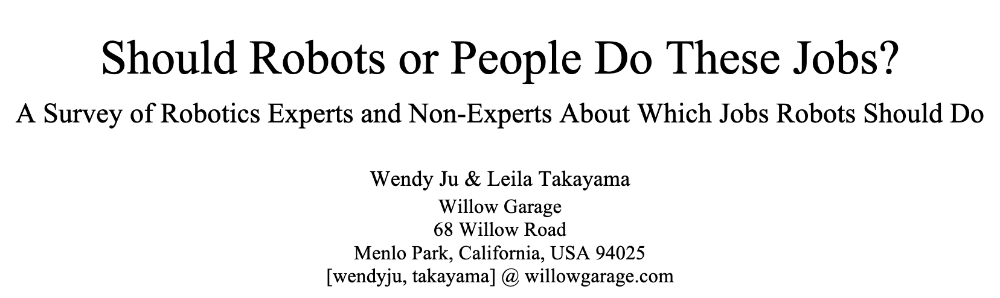 Should Robots or People Do These Jobs?
A Survey of Robotics Experts and Non-Experts About Which Jobs Robots Should Do
Wendy Ju & Leila Takayama
Willow Garage
68 Willow Road
Menlo Park, California, USA 94025
[wendyju, takayama] @ willowgarage.com